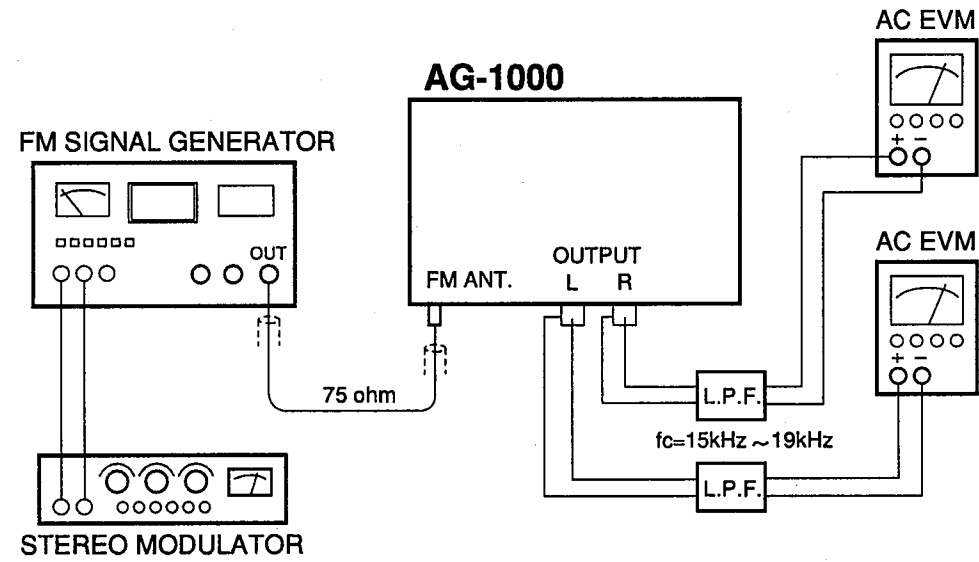 AC EVM
AG-1000
FM SIGNAL GENERATOR
+ −
OUT
OUTPUT
FM ANT. L R
AC EVM
+ −
75 ohm
L.P.F.
fc=15kHz ~ 19kHz
L.P.F.
STEREO MODULATOR